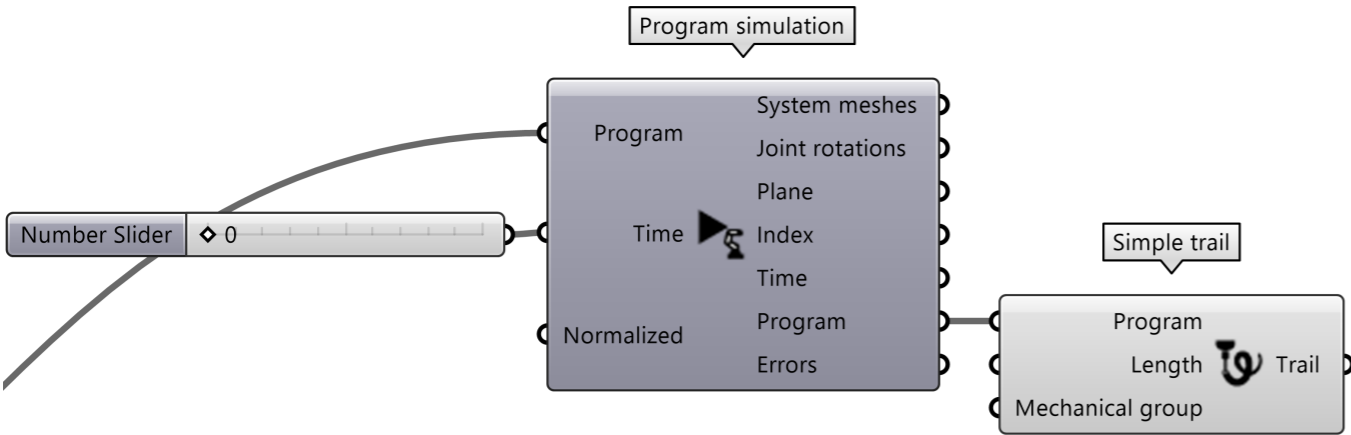 Program simulation
Number Slider
0
Program
Time
Normalized
System meshes
Joint rotations
Plane
Index
Time
Program
Errors
Simple trail
Program
Length
Mechanical group
Trail